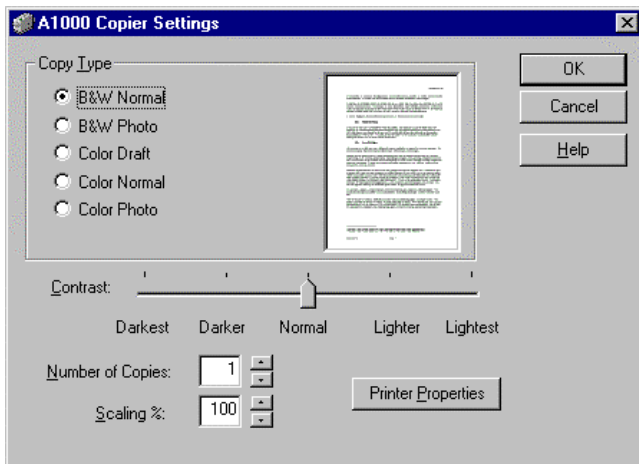 A1000 Copier Settings
Copy Type
B&W Normal
B&W Photo
Color Draft
Color Normal
Color Photo
OK
Cancel
Help
Contrast:
Darkest Darker Normal Lighter Lightest
Number of Copies: 1
Scaling %: 100
Printer Properties